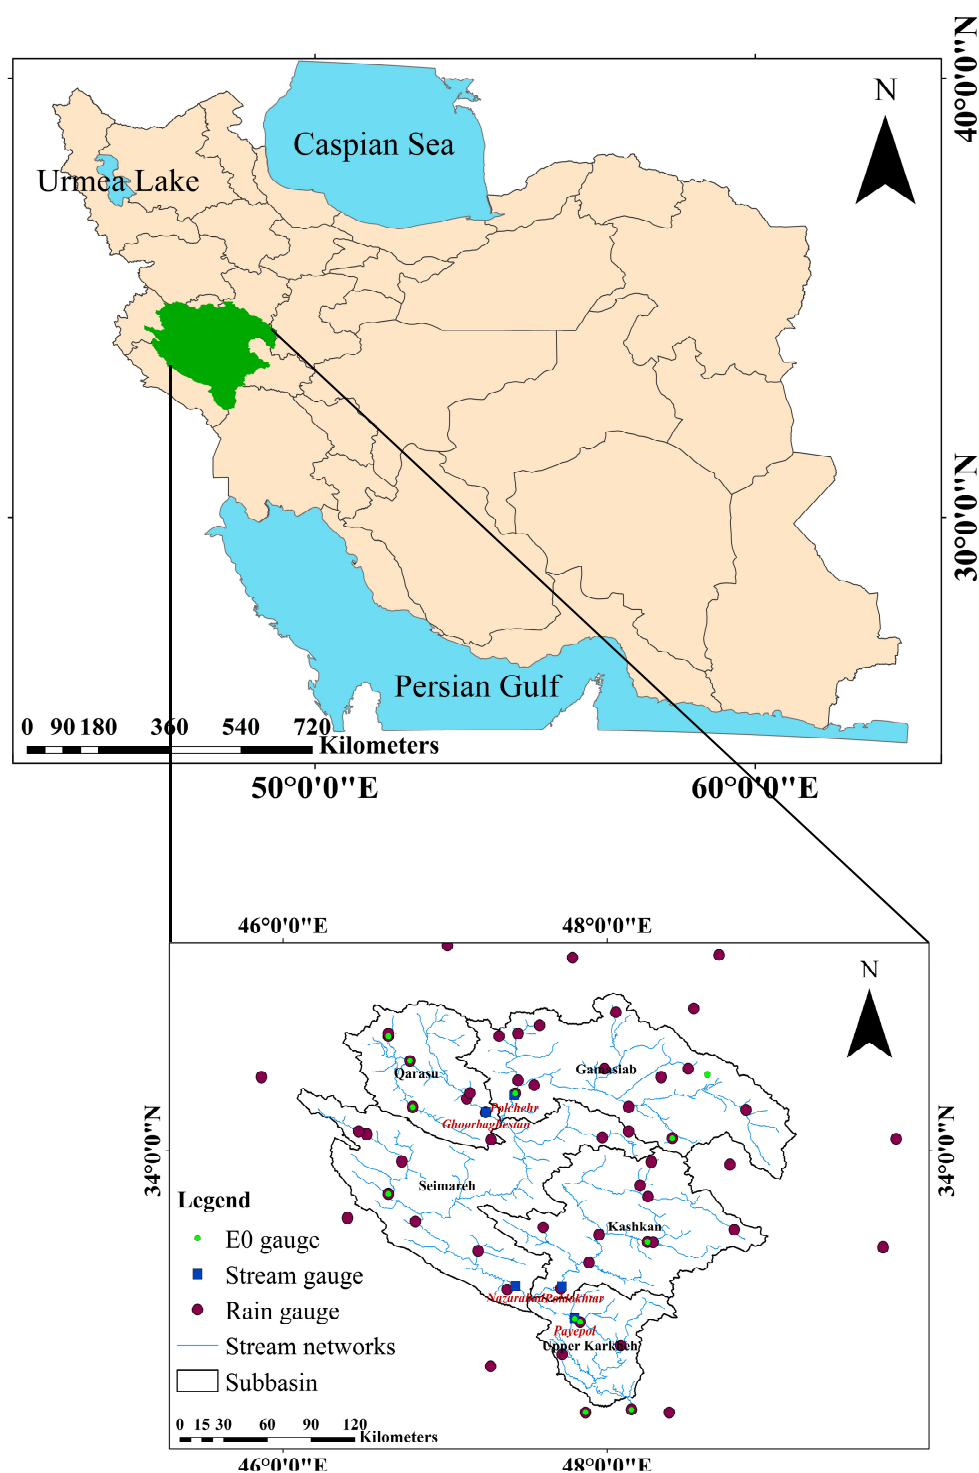 40°0'0"N
N
Caspian Sea
Urmea Lake
30°0'0"N
Persian Gulf
0 90 180 360 540 720
Kilometers
50°0'0"E 60°0'0"E
46°0'0"E 48°0'0"E
N
Qarasu
Gamasiab
Polchehr
Ghoorbaghestan
34°0'0"N 34°0'0"N
Seimareh
Legend
Kashkan
E0 gauge
Stream gauge
Nazarabad Poldokhtar
Rain gauge
Payepol
Stream networks
Upper Karkheh
Subbasin
0 15 30 60 90 120
Kilometers
46°0'0"E 48°0'0"E